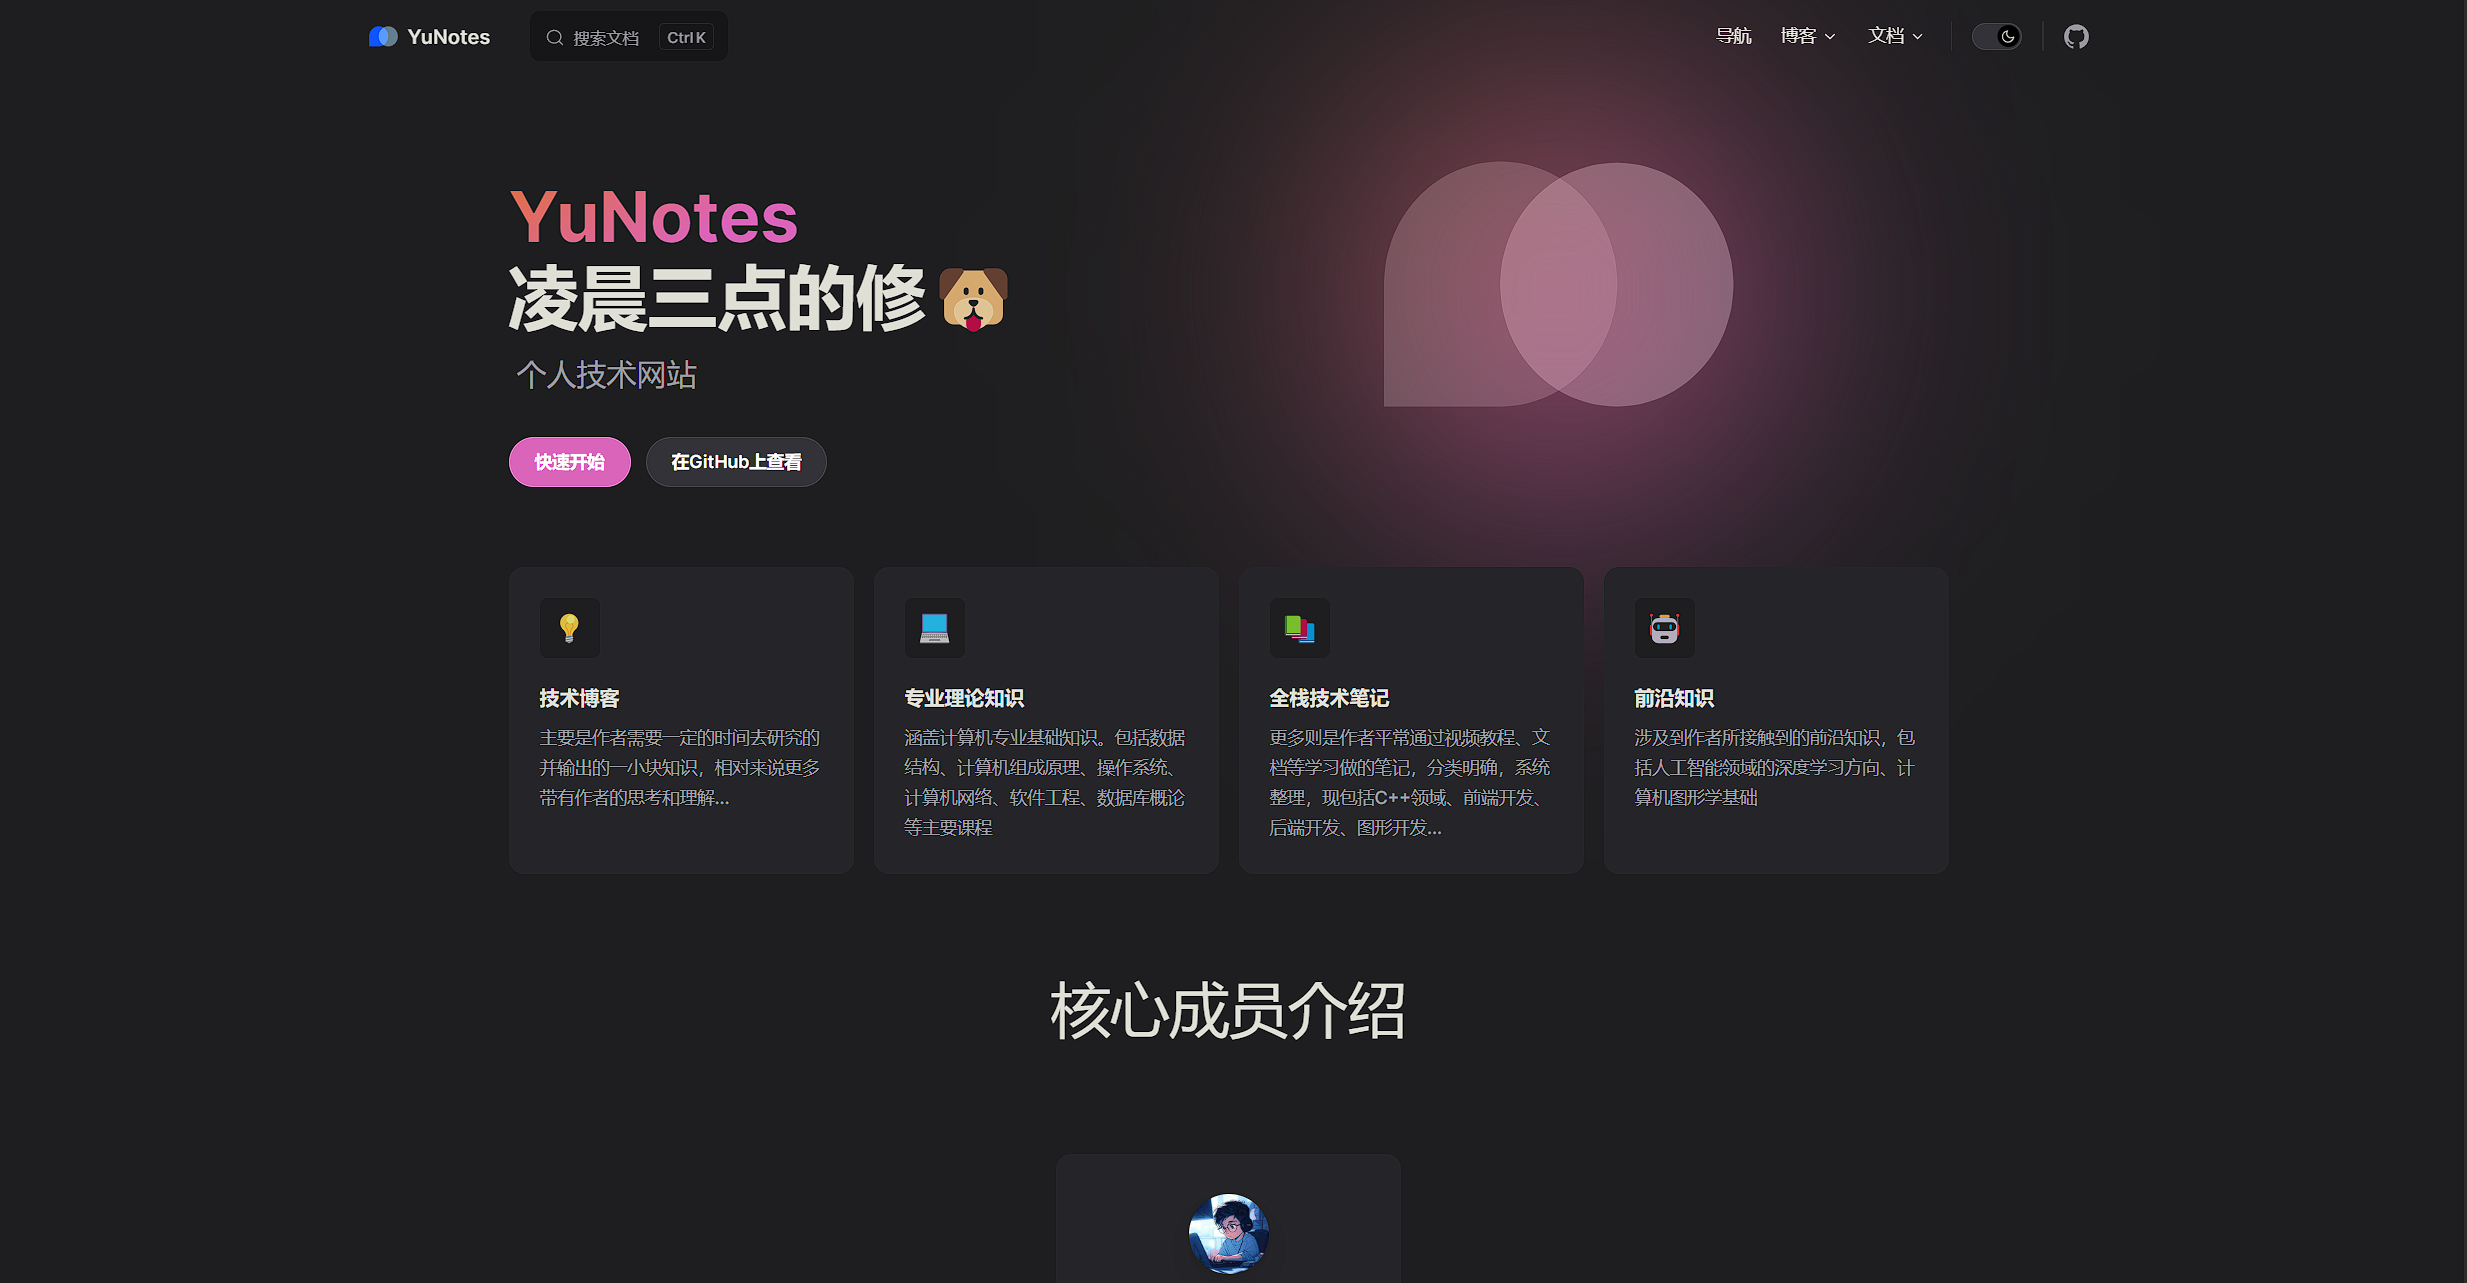 YuNotes
搜索文档
Ctrl K
导航
博客
文档
YuNotes
凌晨三点的修🐶
个人技术网站
快速开始
在GitHub上查看
技术博客
主要是作者需要一定的时间去研究的
并输出的一小块知识，相对来说更多
带有作者的思考和理解...
专业理论知识
涵盖计算机专业基础知识。包括数据
结构、计算机组成原理、操作系统、
计算机网络、软件工程、数据库概论
等主要课程
全栈技术笔记
更多则是作者平常通过视频教程、文
档等学习做的笔记，分类明确，系统
整理，现包括C++领域、前端开发、
后端开发、图形开发...
前沿知识
涉及到作者所接触到的前沿知识，包
括人工智能领域的深度学习方向、计
算机图形学基础
核心成员介绍